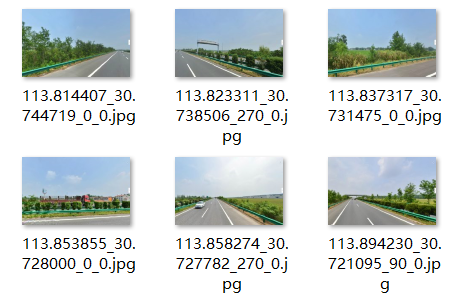 113.814407_30.
744719_0_0.jpg
113.823311_30.
738506_270_0.j
pg
113.837317_30.
731475_0_0.jpg
113.853855_30.
728000_0_0.jpg
113.858274_30.
727782_270_0.j
pg
113.894230_30.
721095_90_0.jp
g